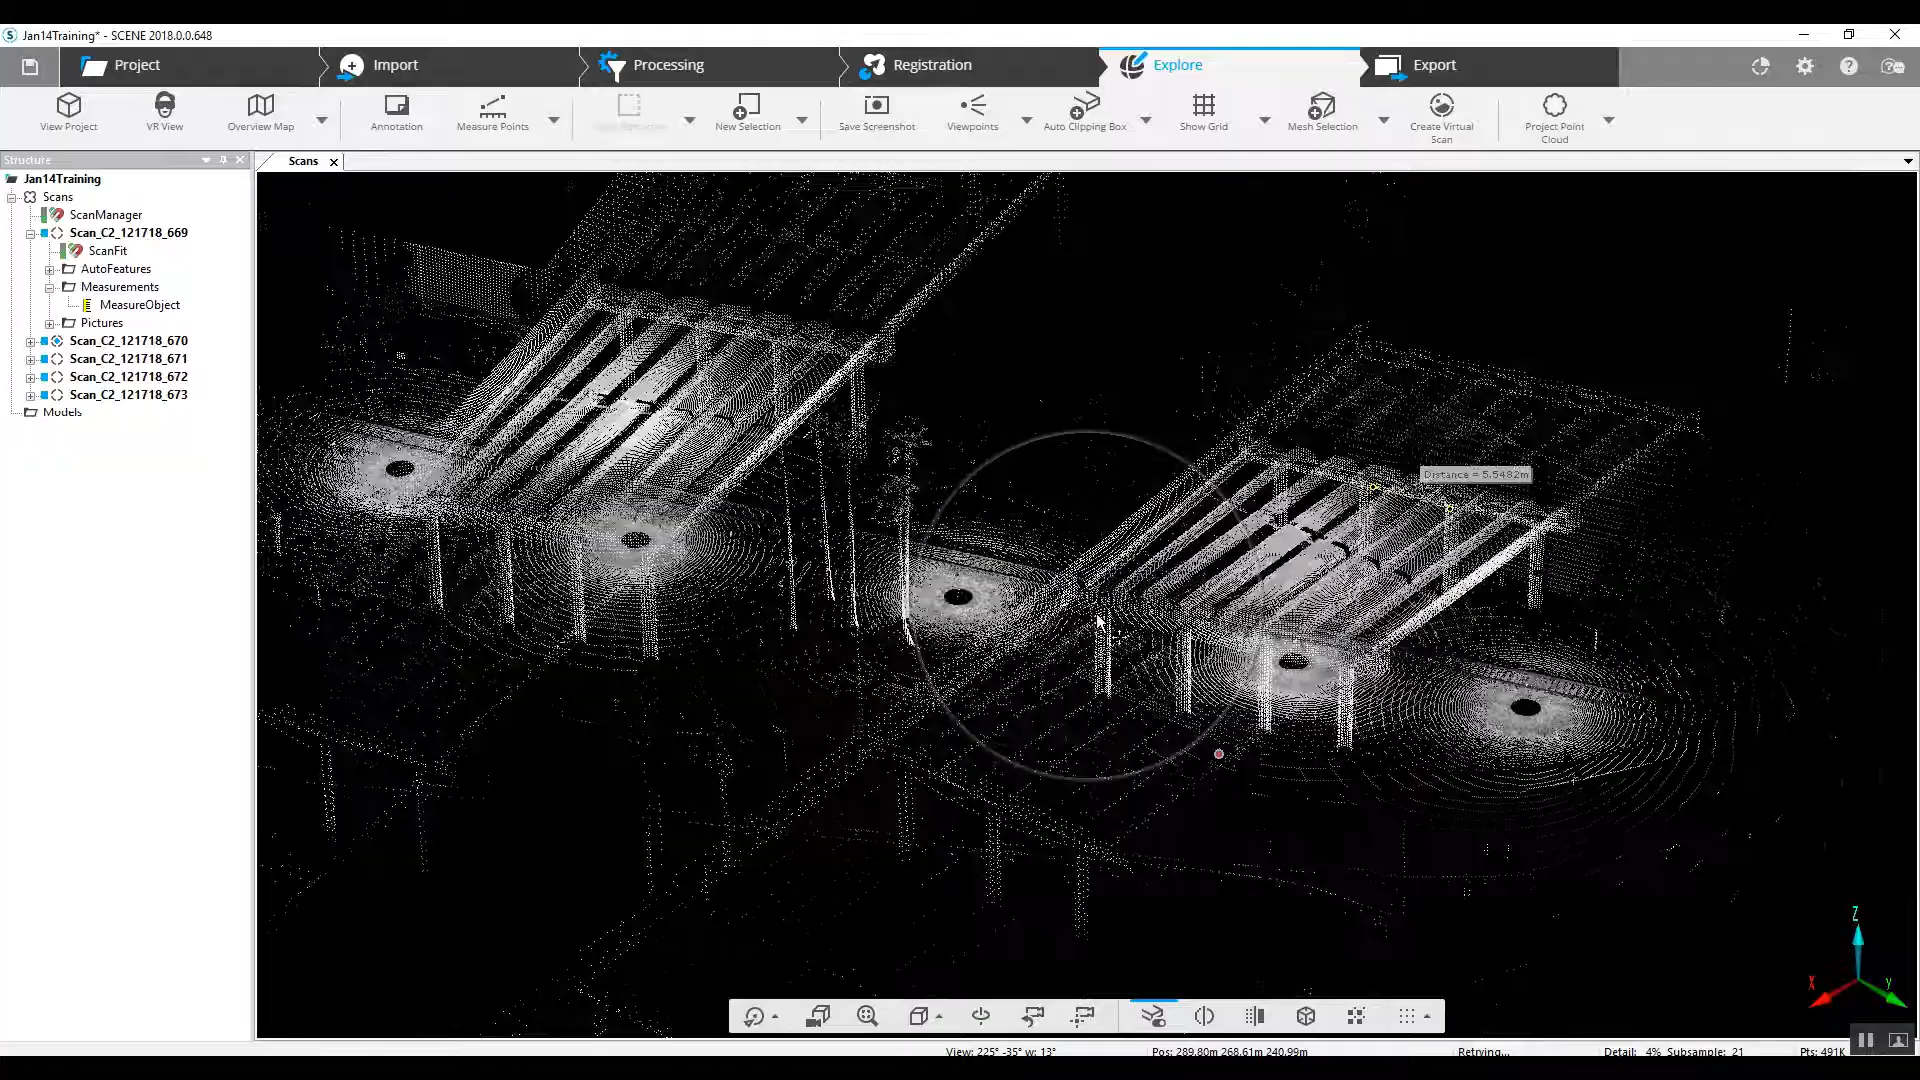 Jan14Training* - SCENE 2018.0.0.648
Project
Import
Processing
Registration
Explore
Export
View Project
VR View
Overview Map
Annotation
Measure Points
New Selection
Save Screenshot
Viewpoints
Auto Clipping Box
Show Grid
Mesh Selection
Create Virtual
Scan
Project Point
Cloud
Structure
Scans
Jan14Training
Scans
ScanManager
Scan_C2_121718_669
ScanFit
AutoFeatures
Measurements
MeasureObject
Pictures
Scan_C2_121718_670
Scan_C2_121718_671
Scan_C2_121718_672
Scan_C2_121718_673
Models
Distance = 5.5482m
Z
X
y
View: 225° -35° w: 13°
Pos: 289.80m 268.61m 240.99m
Retrying...
Detail: 4% Subsample: 21
Pts: 491K